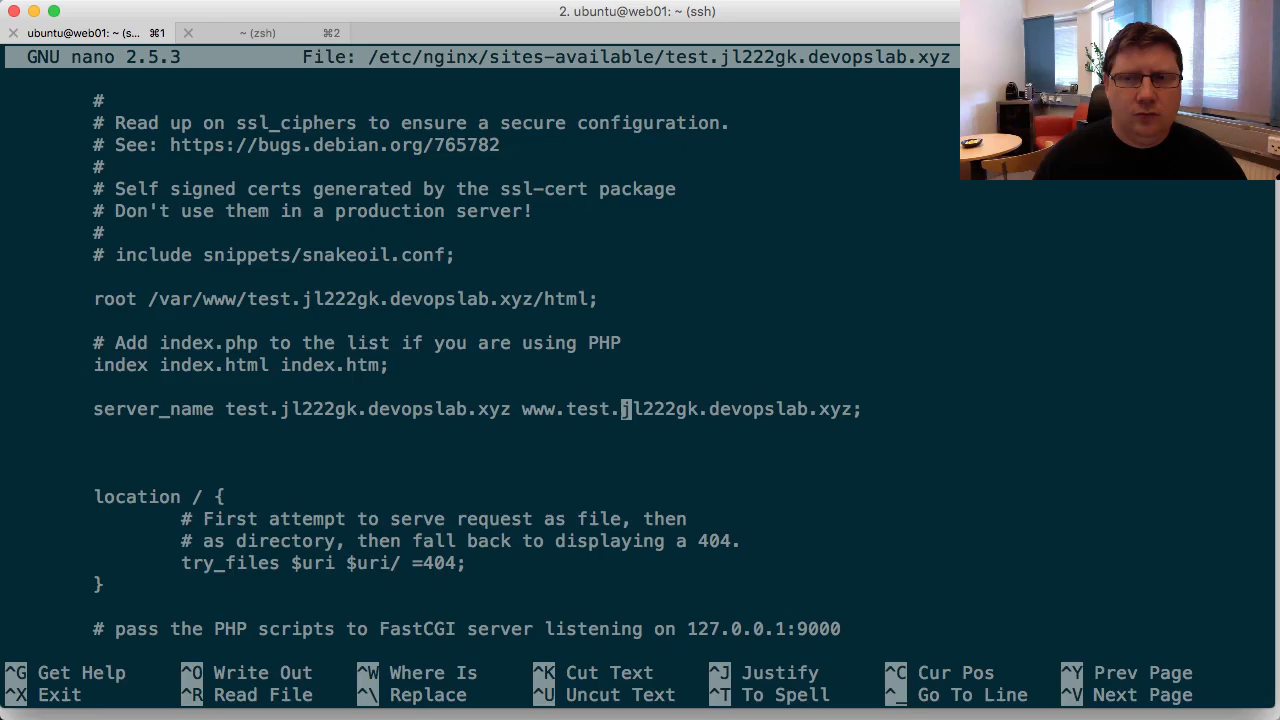 2. ubuntu@web01: ~ (ssh)
ubuntu@web01: ~ (s... ⌘1
~ (zsh) ⌘2
GNU nano 2.5.3 File: /etc/nginx/sites-available/test.jl222gk.devopslab.xyz
#
# Read up on ssl_ciphers to ensure a secure configuration.
# See: https://bugs.debian.org/765782
#
# Self signed certs generated by the ssl-cert package
# Don't use them in a production server!
#
# include snippets/snakeoil.conf;
root /var/www/test.jl222gk.devopslab.xyz/html;
# Add index.php to the list if you are using PHP
index index.html index.htm;
server_name test.jl222gk.devopslab.xyz www.test.jl222gk.devopslab.xyz;
location / {
# First attempt to serve request as file, then
# as directory, then fall back to displaying a 404.
try_files $uri $uri/ =404;
}
# pass the PHP scripts to FastCGI server listening on 127.0.0.1:9000
^G Get Help ^O Write Out ^W Where Is ^K Cut Text ^J Justify ^C Cur Pos ^Y Prev Page
^X Exit ^R Read File ^\ Replace ^U Uncut Text ^T To Spell ^_ Go To Line ^V Next Page